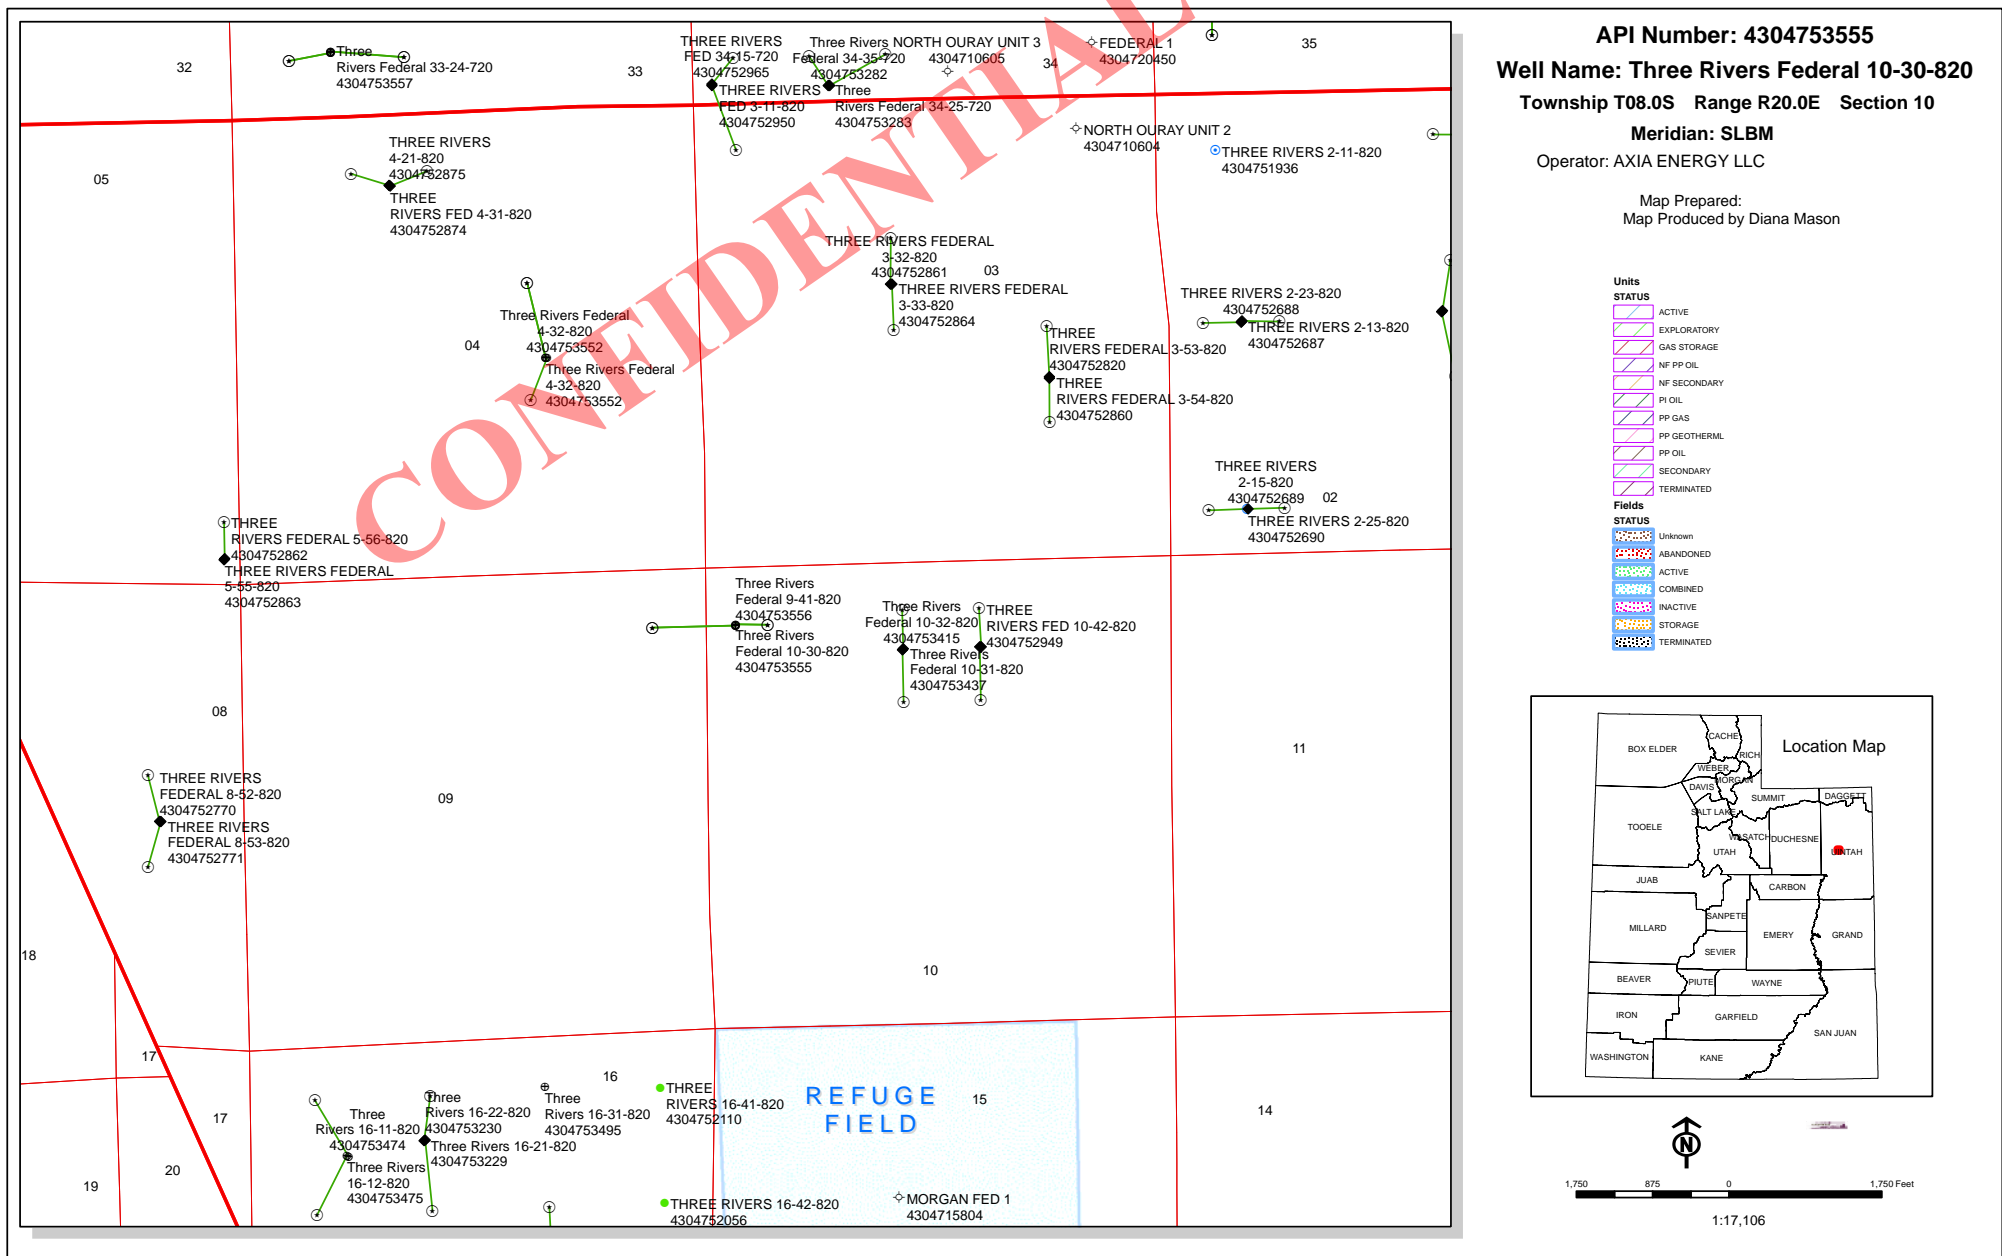 API Number: 4304753555
Well Name: Three Rivers Federal 10-30-820
Township T08.0S Range R20.0E Section 10
Meridian: SLBM
Operator: AXIA ENERGY LLC
Map Prepared:
Map Produced by Diana Mason
Units
STATUS
ACTIVE
EXPLORATORY
GAS STORAGE
NF PP OIL
NF SECONDARY
PI OIL
PP GAS
PP GEOTHERML
PP OIL
SECONDARY
TERMINATED
Fields
STATUS
Unknown
ABANDONED
ACTIVE
COMBINED
INACTIVE
STORAGE
TERMINATED
Location Map
BOX ELDER
CACHE
RICH
WEBER
MORGAN
DAVIS
SUMMIT
DAGGETT
SALT LAKE
TOOELE
WASATCH
DUCHESNE
UTAH
UINTAH
JUAB
CARBON
SANPETE
MILLARD
EMERY
GRAND
SEVIER
BEAVER
PIUTE
WAYNE
IRON
GARFIELD
SAN JUAN
WASHINGTON
KANE
N
1,750
875
0
1,750 Feet
1:17,106
CONFIDENTIAL
32
Three
Rivers Federal 33-24-720
4304753557
33
THREE RIVERS
FED 34-15-720
4304752965
THREE RIVERS
FED 3-11-820
4304752950
Three Rivers
Federal 34-35-720
4304753282
Three
Rivers Federal 34-25-720
4304753283
NORTH OURAY UNIT 3
4304710605
34
FEDERAL 1
4304720450
35
NORTH OURAY UNIT 2
4304710604
THREE RIVERS 2-11-820
4304751936
05
THREE RIVERS
4-21-820
4304752875
THREE
RIVERS FED 4-31-820
4304752874
THREE RIVERS FEDERAL
3-32-820
4304752861
03
THREE RIVERS FEDERAL
3-33-820
4304752864
Three Rivers Federal
4-32-820
4304753552
04
Three Rivers Federal
4-32-820
4304753552
THREE
RIVERS FEDERAL 3-53-820
4304752820
THREE
RIVERS FEDERAL 3-54-820
4304752860
THREE RIVERS 2-23-820
4304752688
THREE RIVERS 2-13-820
4304752687
THREE RIVERS
2-15-820
4304752689
02
THREE RIVERS 2-25-820
4304752690
THREE
RIVERS FEDERAL 5-56-820
4304752862
THREE RIVERS FEDERAL
5-55-820
4304752863
Three Rivers
Federal 9-41-820
4304753556
Three Rivers
Federal 10-30-820
4304753555
Three Rivers
Federal 10-32-820
4304753415
Three Rivers
Federal 10-31-820
4304753437
THREE
RIVERS FED 10-42-820
4304752949
08
THREE RIVERS
FEDERAL 8-52-820
4304752770
THREE RIVERS
FEDERAL 8-53-820
4304752771
09
11
18
10
17
16
17
Three
Rivers 16-11-820
4304753474
Three Rivers
16-12-820
4304753475
Three
Rivers 16-22-820
4304753230
Three Rivers 16-21-820
4304753229
Three
Rivers 16-31-820
4304753495
THREE
RIVERS 16-41-820
4304752110
REFUGE
FIELD
15
14
20
19
THREE RIVERS 16-42-820
4304752056
MORGAN FED 1
4304715804